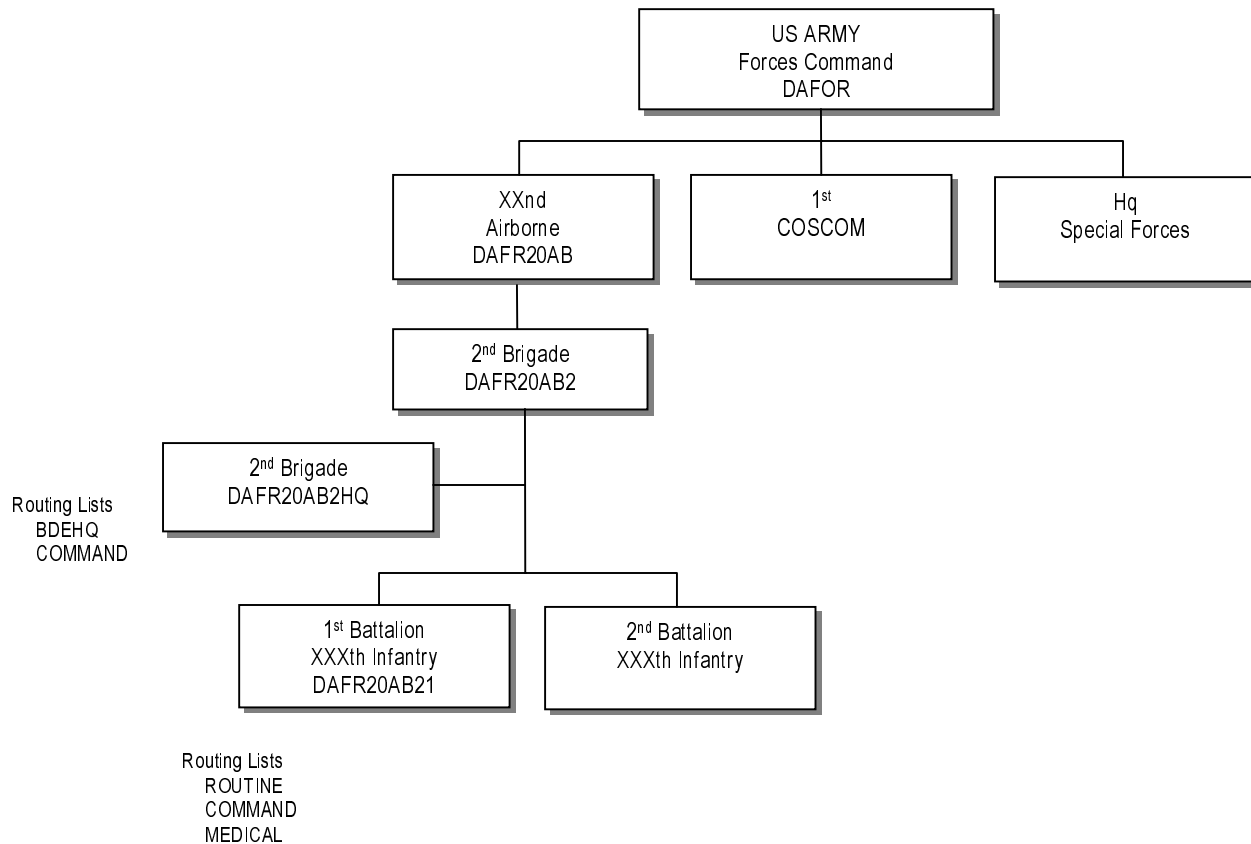 US ARMY
Forces Command
DAFOR
XXnd
Airborne
DAFR20AB
1st
COSCOM
Hq
Special Forces
2nd Brigade
DAFR20AB2
2nd Brigade
DAFR20AB2HQ
Routing Lists
BDEHQ
COMMAND
1st Battalion
XXXth Infantry
DAFR20AB21
2nd Battalion
XXXth Infantry
Routing Lists
ROUTINE
COMMAND
MEDICAL